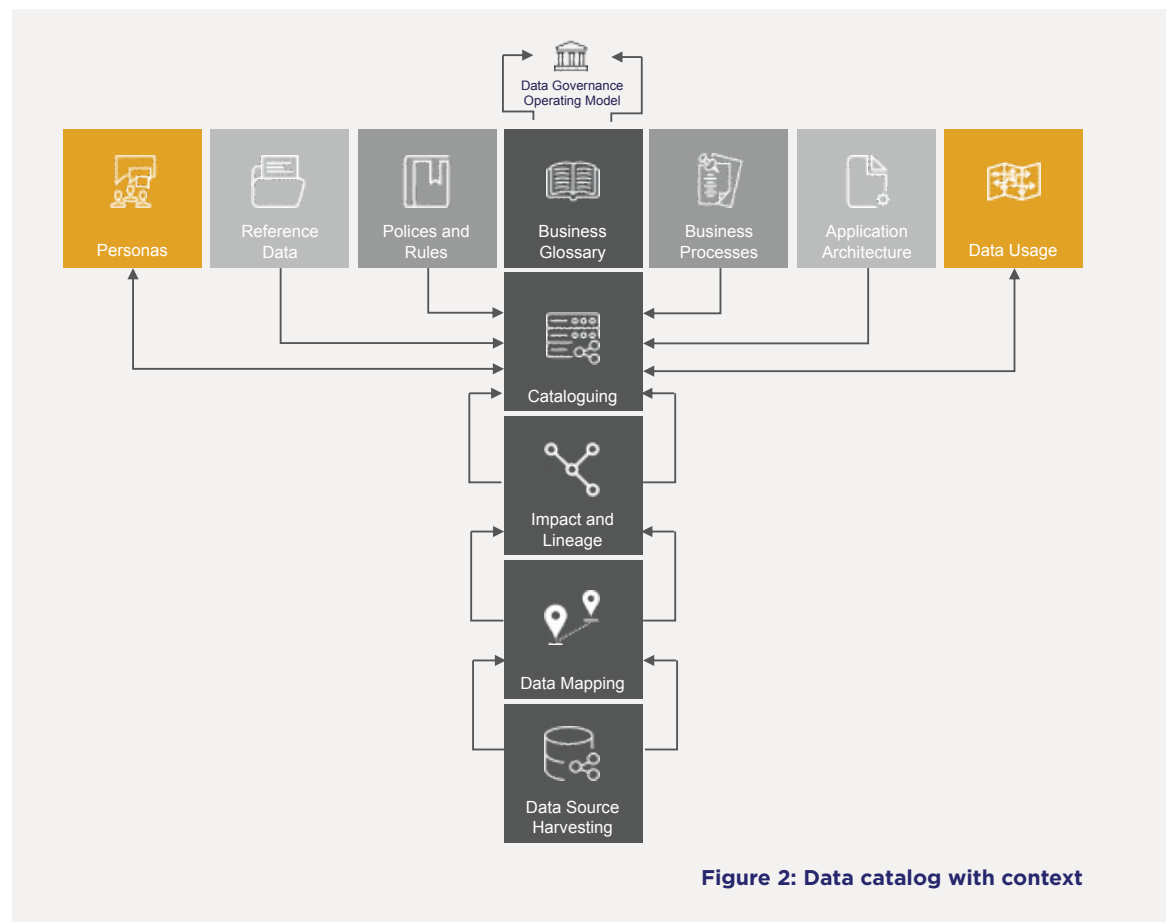 Data Governance
Operating Model
Personas
Reference
Data
Polices and
Rules
Business
Glossary
Business
Processes
Application
Architecture
Data Usage
Cataloguing
Impact and
Lineage
Data Mapping
Data Source
Harvesting
Figure 2: Data catalog with context